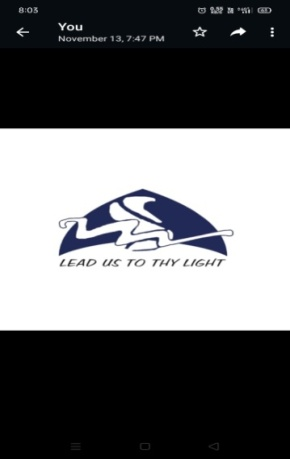 8:03
You
November 13, 7:47 PM
LEAD US TO THY LIGHT